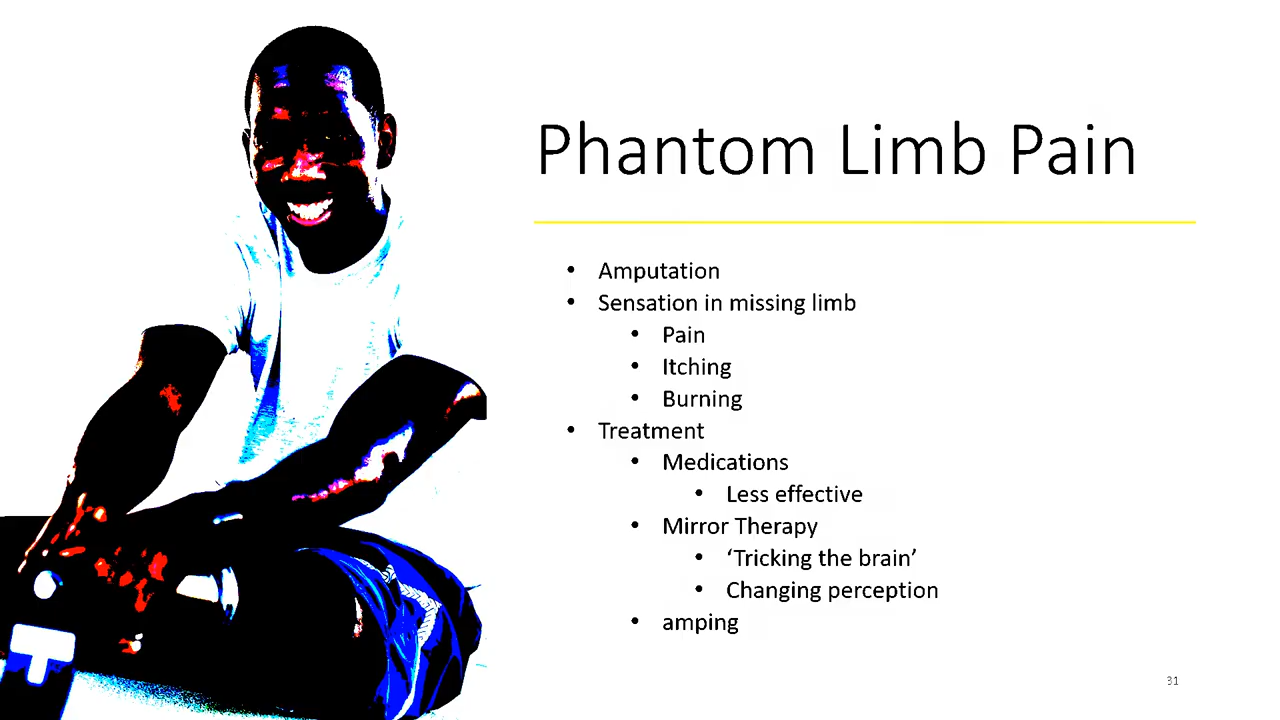 Phantom Limb Pain
• Amputation
• Sensation in missing limb
• Pain
• Itching
• Burning
• Treatment
• Medications
• Less effective
• Mirror Therapy
• ‘Tricking the brain’
• Changing perception
• amping
31